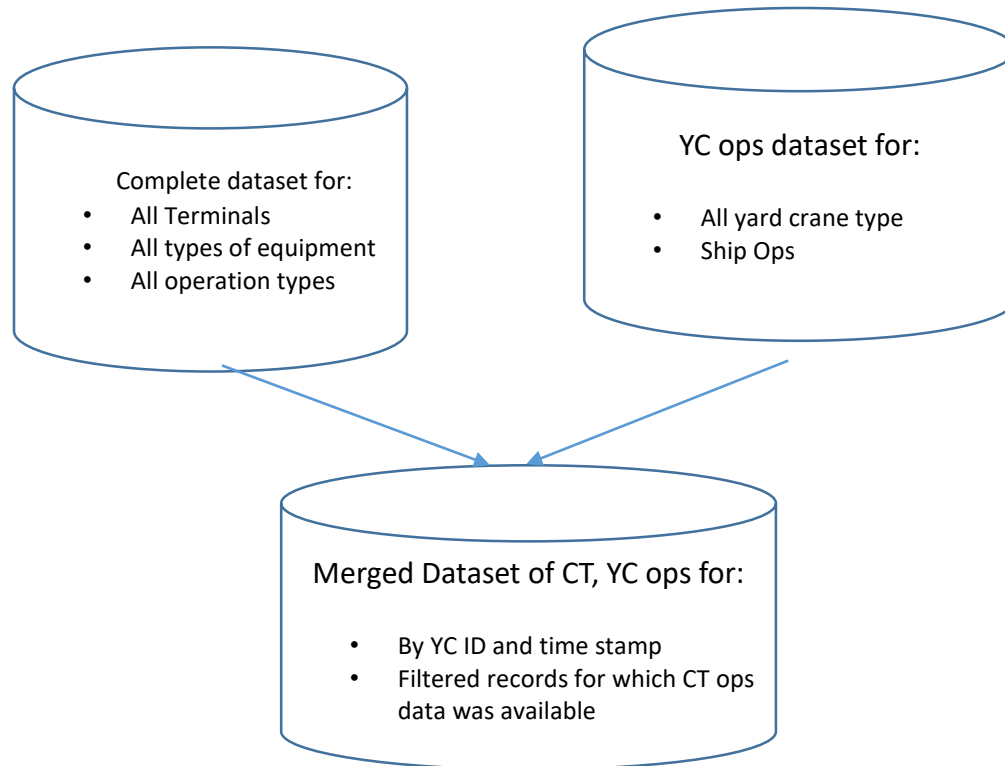 Complete dataset for:
• All Terminals
• All types of equipment
• All operation types
YC ops dataset for:
• All yard crane type
• Ship Ops
Merged Dataset of CT, YC ops for:
• By YC ID and time stamp
• Filtered records for which CT ops
data was available